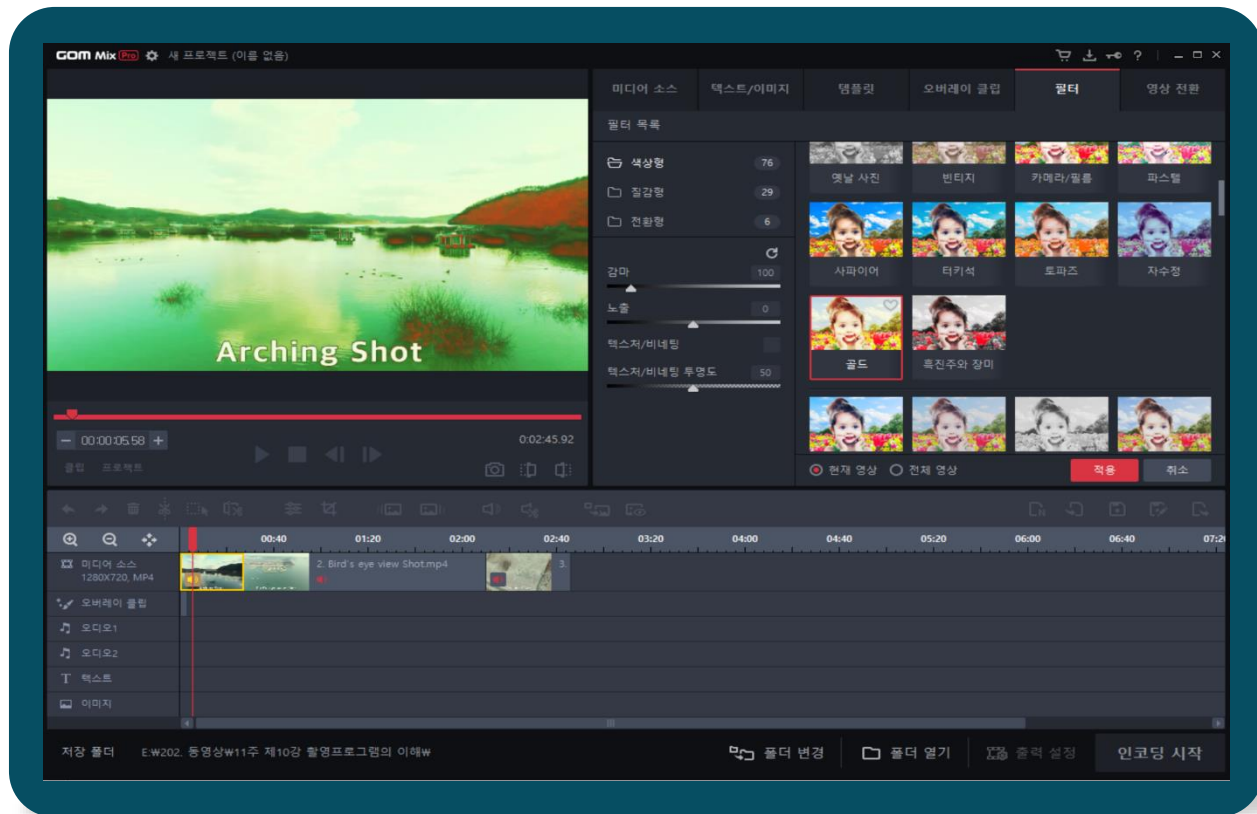 GOM Mix Pro 새 프로젝트 (이름 없음)
미디어 소스 텍스트/이미지 템플릿 오버레이 클립 필터 영상 전환
필터 목록
색상형 76
질감형 29
전환형 6
감마 100
노출 0
텍스처/비네팅
텍스처/비네팅 투명도 50
옛날 사진 빈티지 카메라/필름 파스텔
사파이어 터키석 토파즈 자수정
골드 흑진주와 장미
현재 영상 전체 영상 적용 취소
Arching Shot
00:00:05.58 0:02:45.92
클립 프로젝트
00:40 01:20 02:00 02:40 03:20 04:00 04:40 05:20 06:00 06:40 07:20
미디어 소스
1280X720, MP4
2. Bird's eye view Shot.mp4 3.
오버레이 클립
오디오1
오디오2
텍스트
이미지
저장 폴더 E:₩202. 동영상₩11주 제10강 촬영프로그램의 이해₩ 폴더 변경 폴더 열기 출력 설정 인코딩 시작